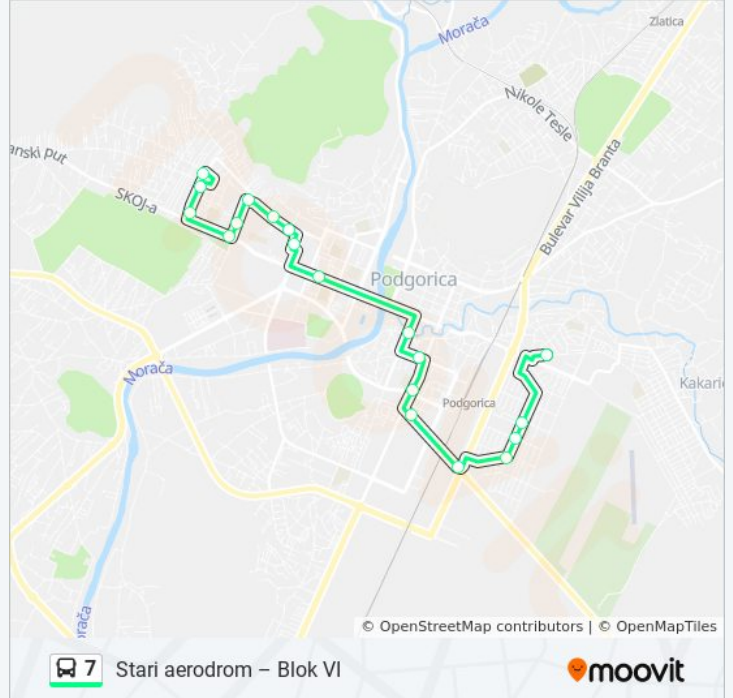 Morača
Zlatica
Nikole Tesle
anski put
Bulevar Vilija Branta
SKOJ-a
Podgorica
Morača
Kakari
Podgorica
rača
© OpenStreetMap contributors | © OpenMapTiles
7 Stari aerodrom – Blok VI
moovit